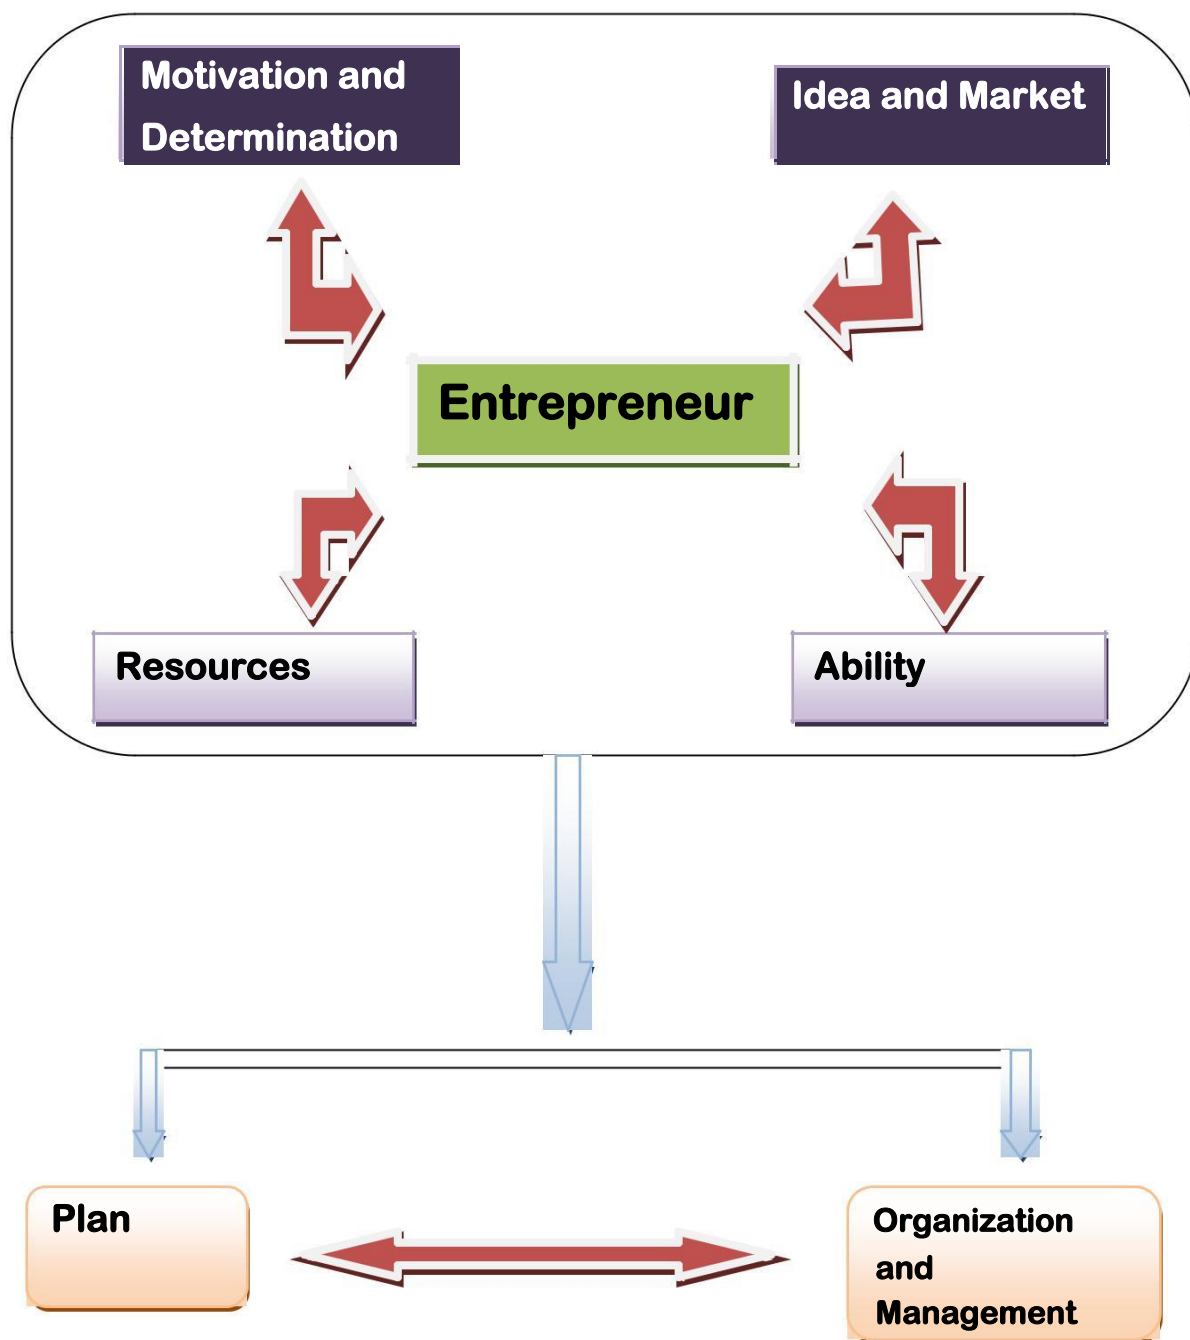 Motivation and
Determination
Idea and Market
Entrepreneur
Resources
Ability
Plan
Organization
and
Management